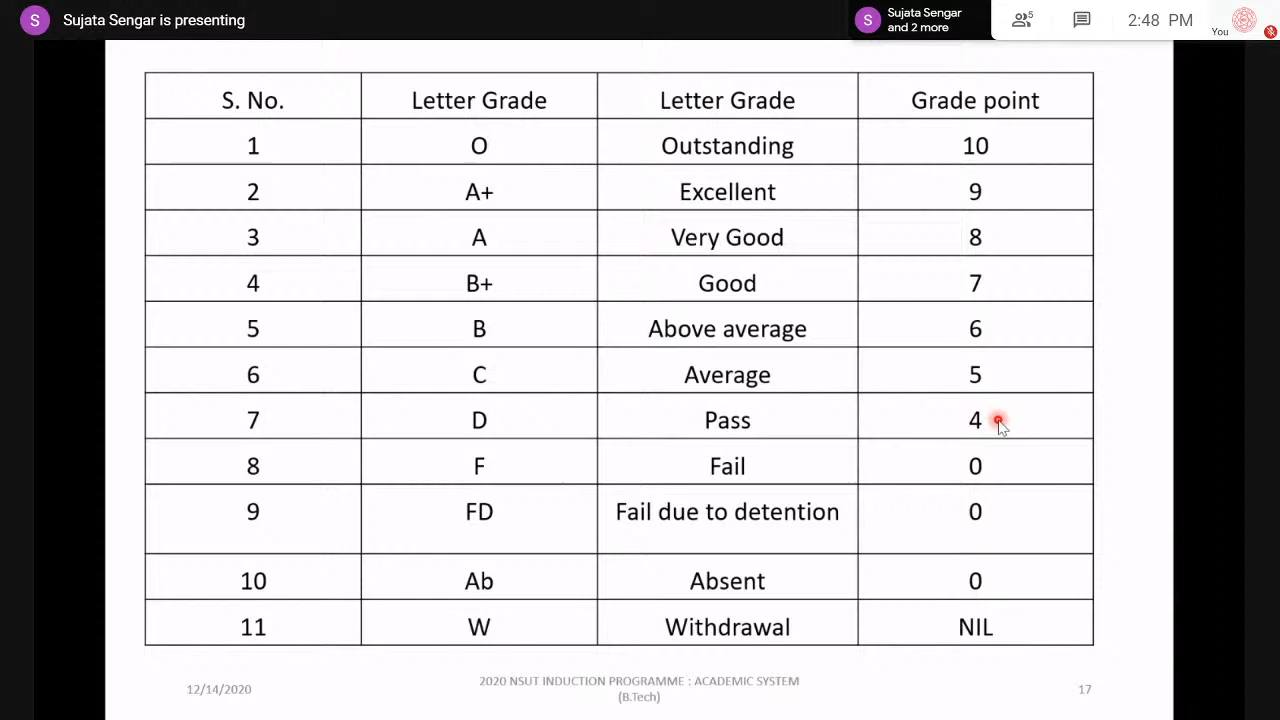 S
Sujata Sengar is presenting
S
Sujata Sengar
and 2 more
5
2:48 PM
You
S. No. Letter Grade Letter Grade Grade point
1 O Outstanding 10
2 A+ Excellent 9
3 A Very Good 8
4 B+ Good 7
5 B Above average 6
6 C Average 5
7 D Pass 4
8 F Fail 0
9 FD Fail due to detention 0
10 Ab Absent 0
11 W Withdrawal NIL
12/14/2020
2020 NSUT INDUCTION PROGRAMME : ACADEMIC SYSTEM
(B.Tech)
17